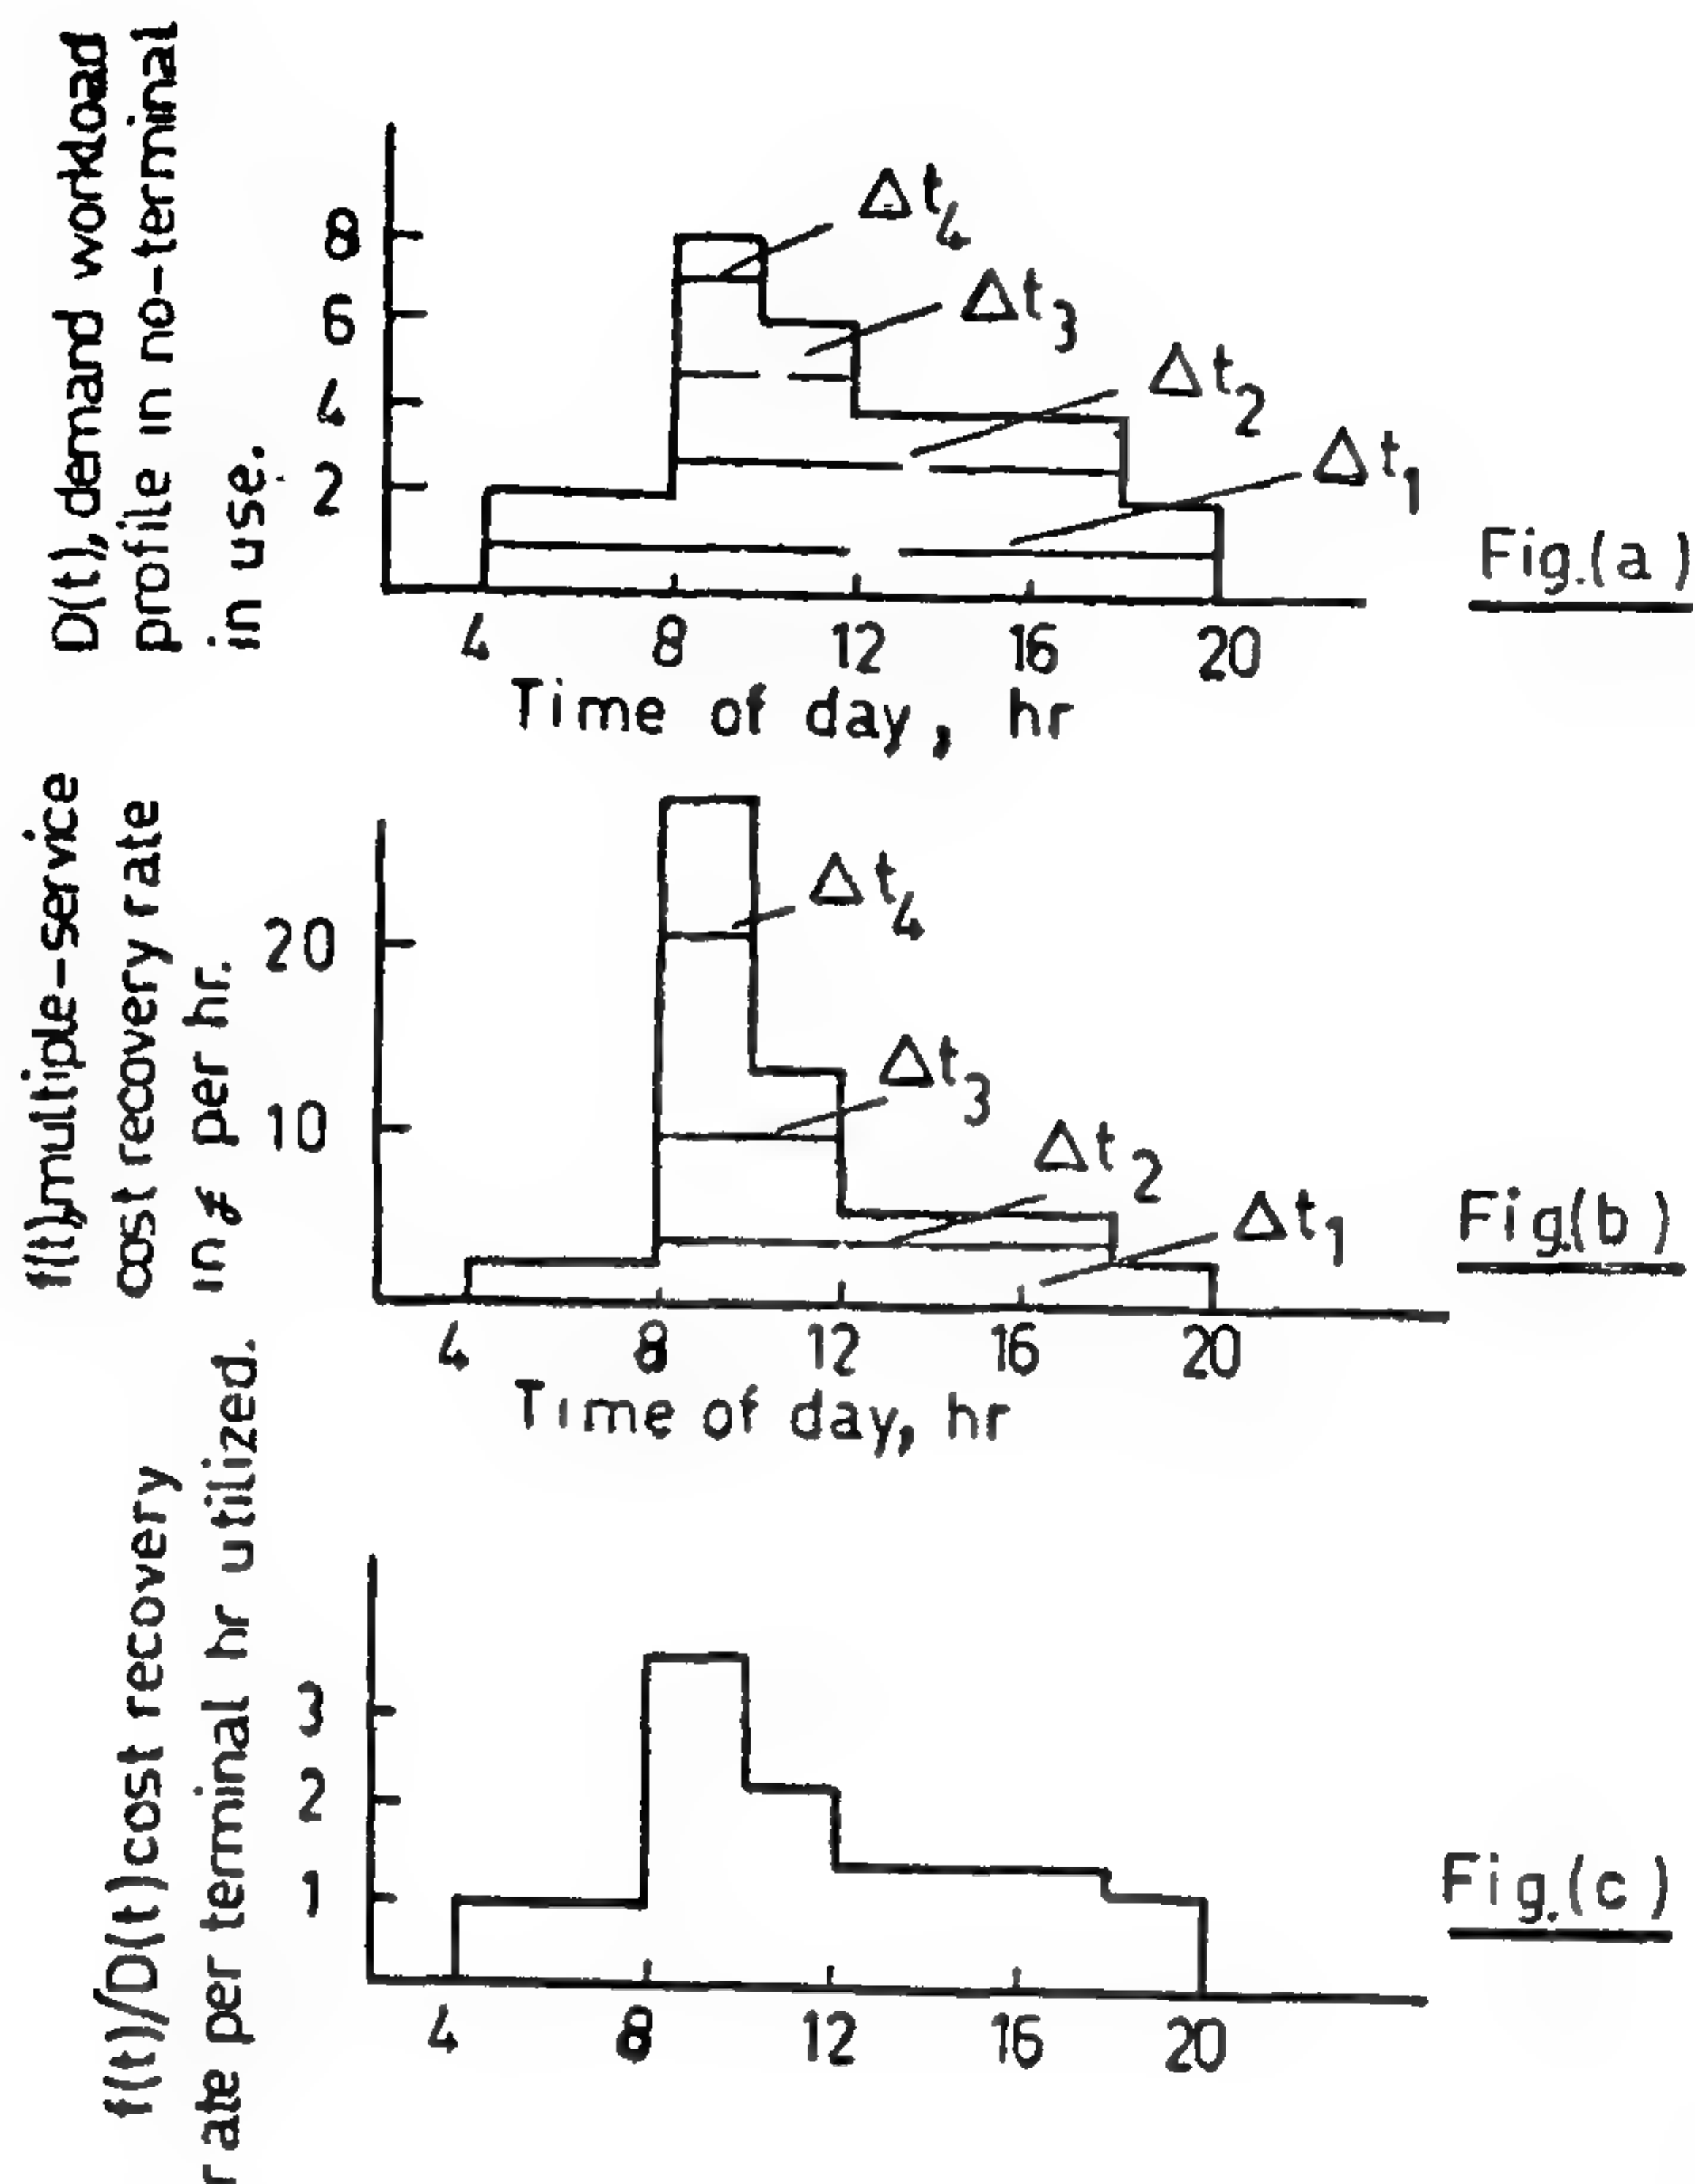 D(t), demand workload
profile in no-terminal
in use.
8
6
4
2
Δt4
Δt3
Δt2
Δt1
4 8 12 16 20
Time of day, hr
Fig.(a)
f(t),multiple-service
cost recovery rate
in £ per hr.
20
10
Δt4
Δt3
Δt2
Δt1
4 8 12 16 20
Time of day, hr
Fig.(b)
f(t)/D(t)cost recovery
rate per terminal hr utilized.
3
2
1
4 8 12 16 20
Fig.(c)